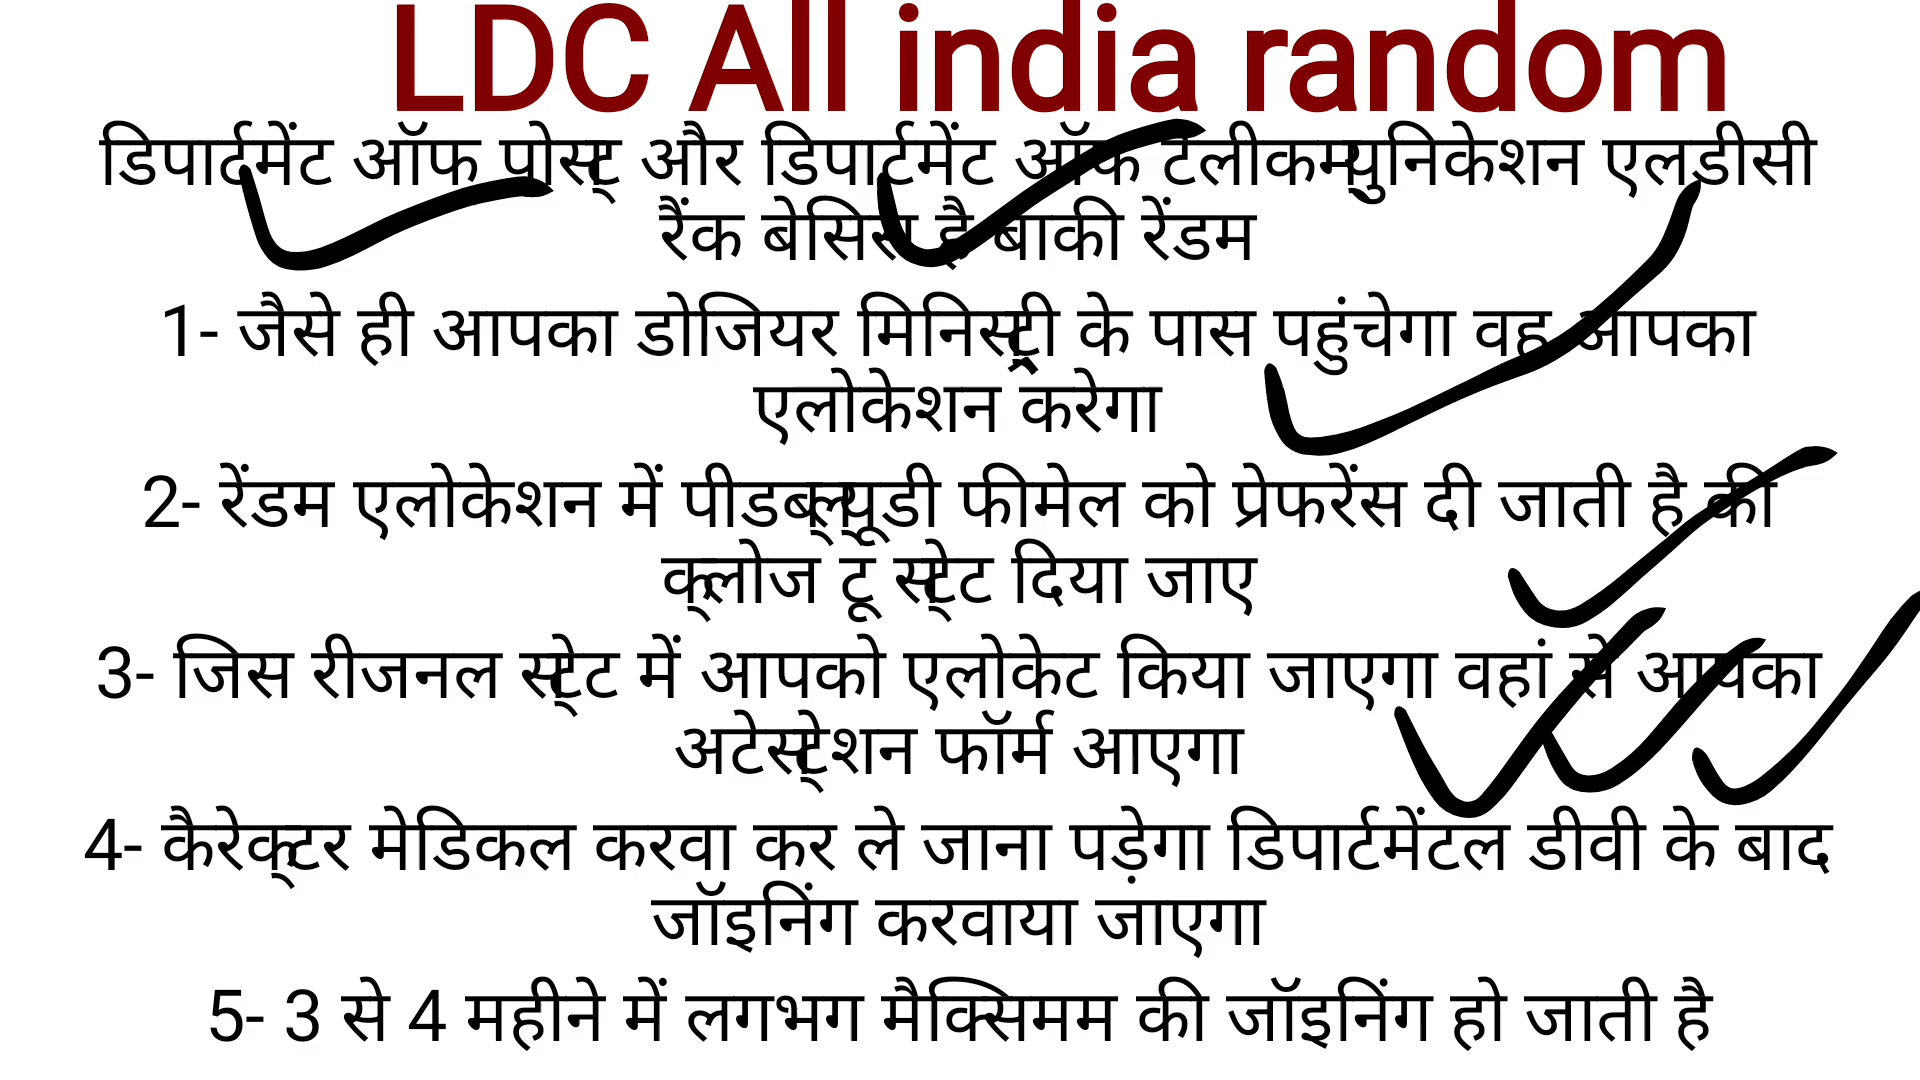 LDC All india random
डिपार्टमेंट ऑफ पोस्ट और डिपार्टमेंट ऑफ टेलीकम्युनिकेशन एलडीसी
रैंक बेसिस है बाकी रेंडम
1- जैसे ही आपका डोजियर मिनिस्ट्री के पास पहुंचेगा वह आपका
एलोकेशन करेगा
2- रेंडम एलोकेशन में पीडब्ल्यूडी फीमेल को प्रेफरेंस दी जाती है की
क्लोज टू स्टेट दिया जाए
3- जिस रीजनल स्टेट में आपको एलोकेट किया जाएगा वहां से आपका
अटेस्टेशन फॉर्म आएगा
4- कैरेक्टर मेडिकल करवा कर ले जाना पड़ेगा डिपार्टमेंटल डीवी के बाद
जॉइनिंग करवाया जाएगा
5- 3 से 4 महीने में लगभग मैक्सिमम की जॉइनिंग हो जाती है